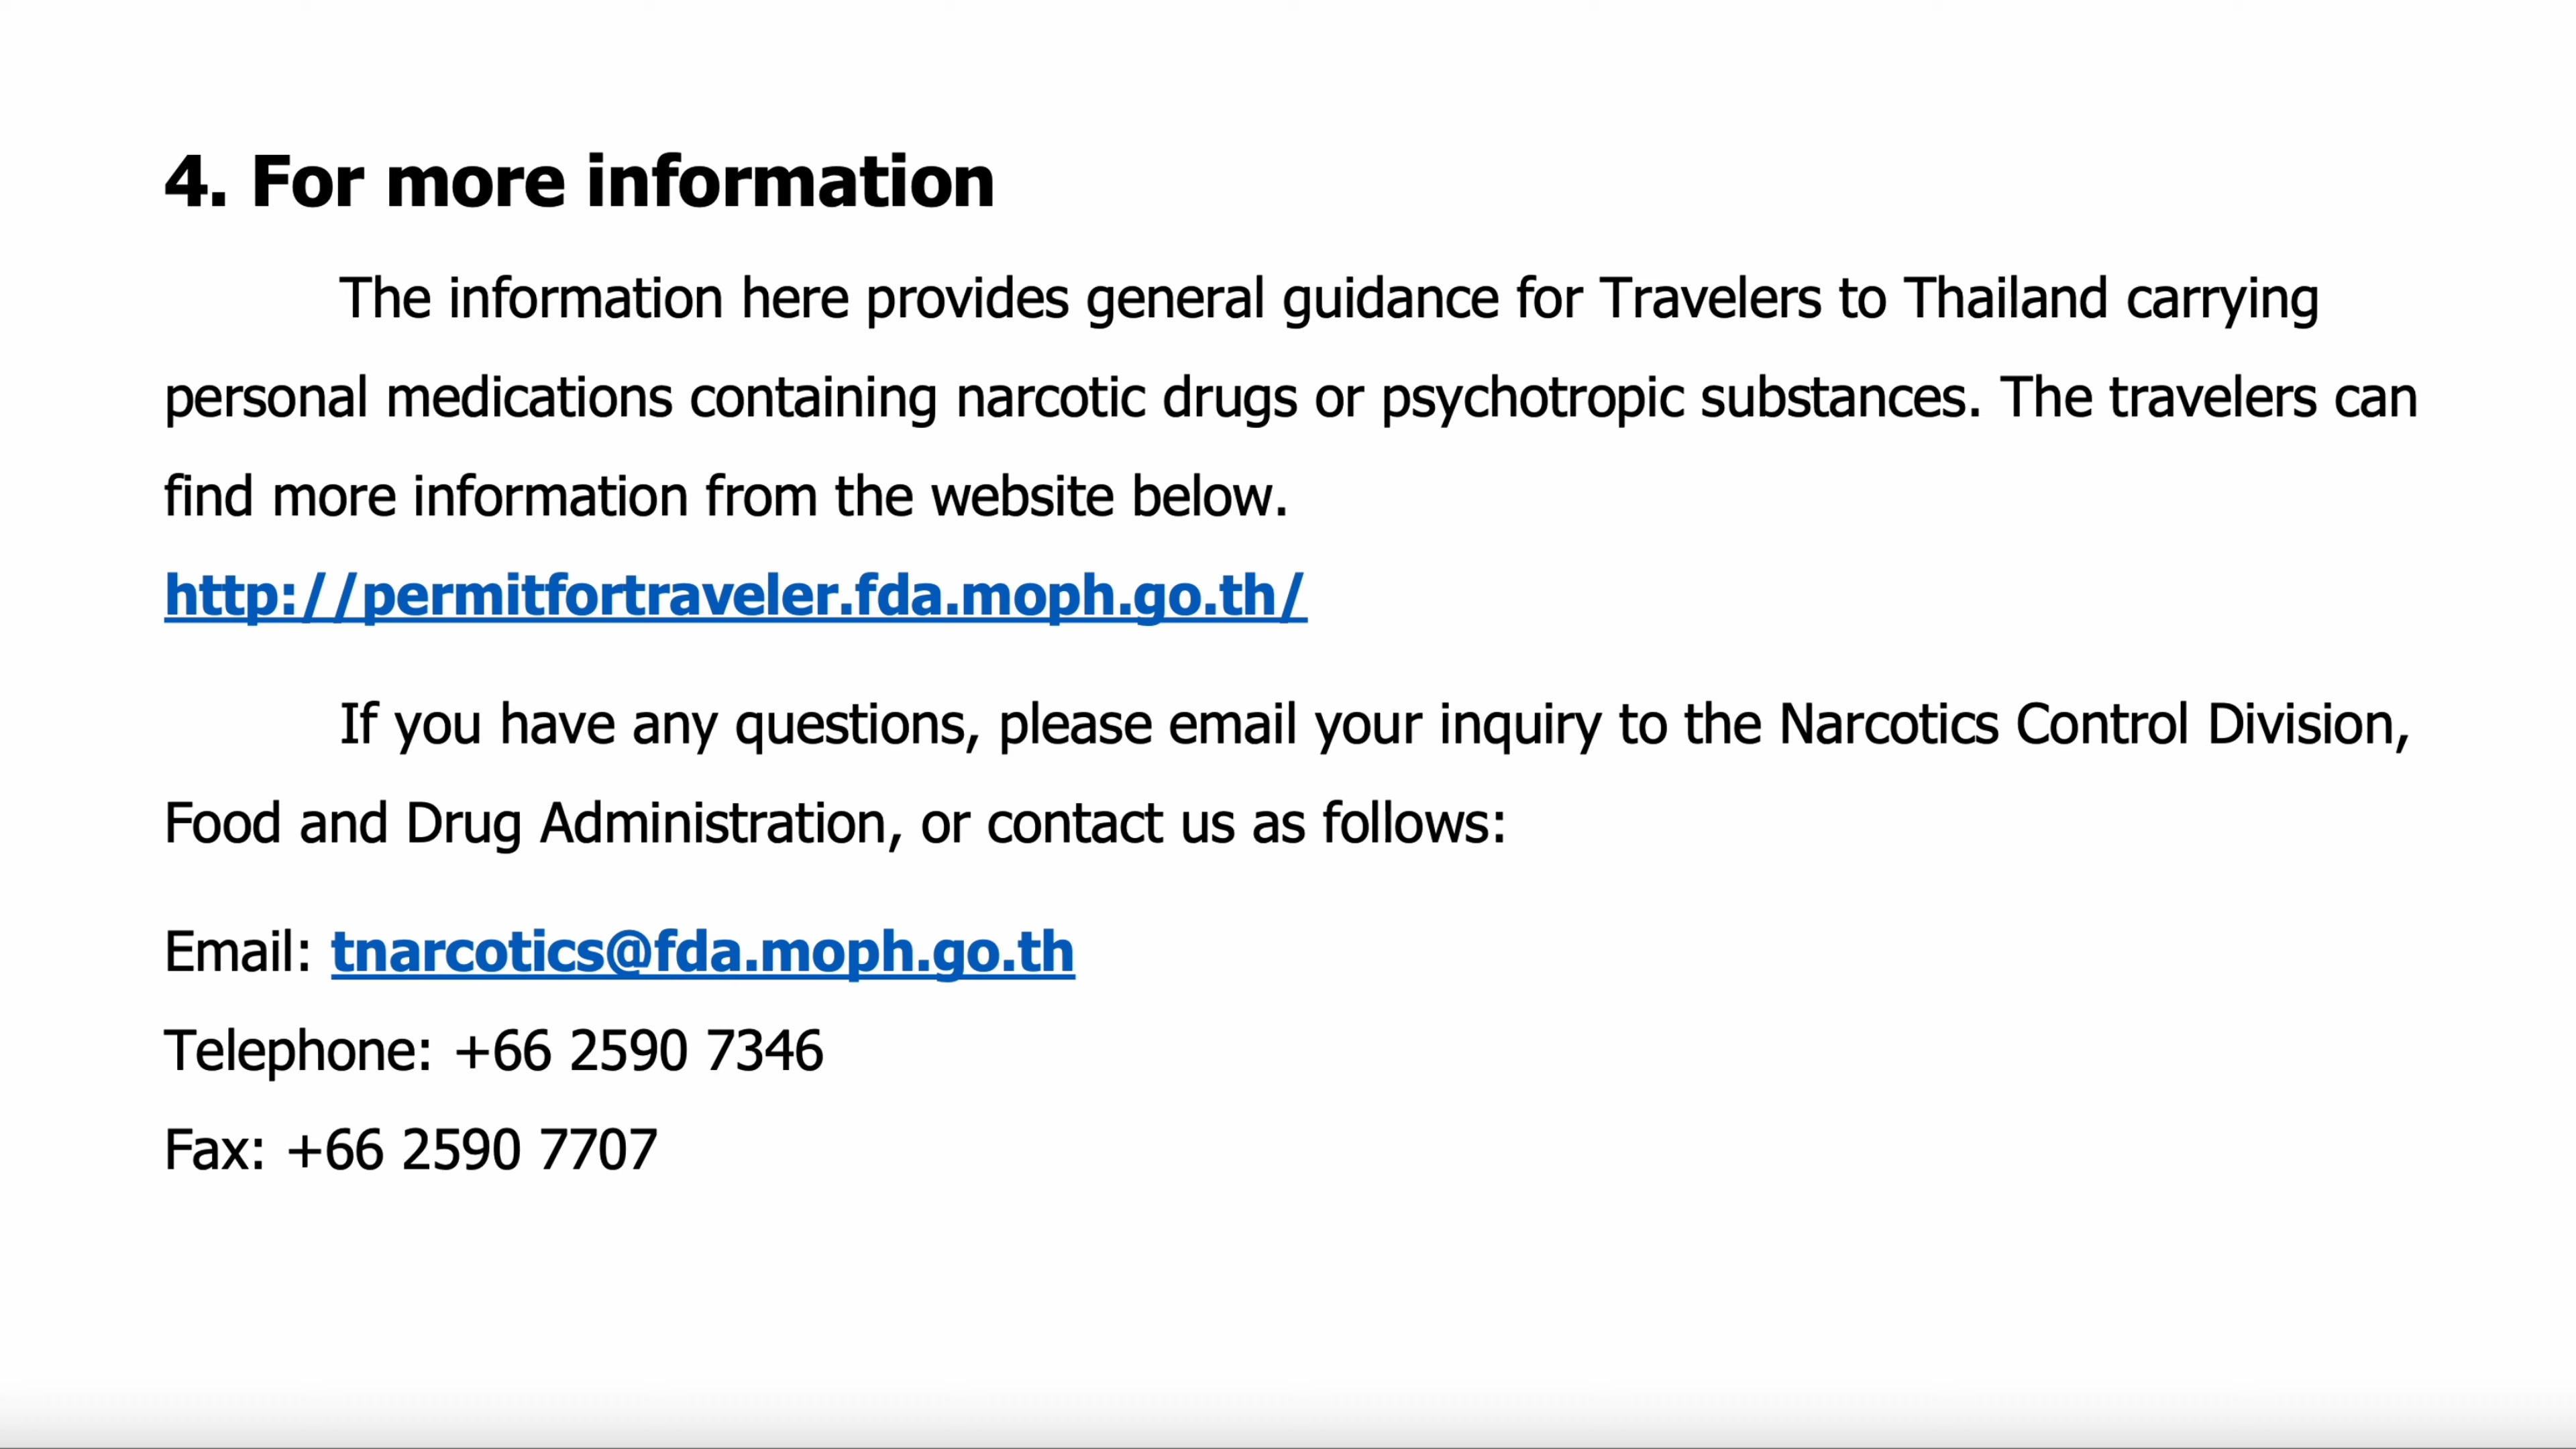 4. For more information
The information here provides general guidance for Travelers to Thailand carrying
personal medications containing narcotic drugs or psychotropic substances. The travelers can
find more information from the website below.
http://permitfortraveler.fda.moph.go.th/
If you have any questions, please email your inquiry to the Narcotics Control Division,
Food and Drug Administration, or contact us as follows:
Email: tnarcotics@fda.moph.go.th
Telephone: +66 2590 7346
Fax: +66 2590 7707